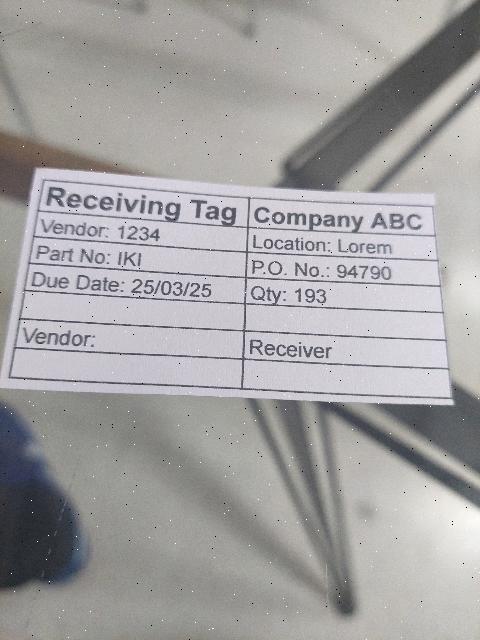 Receiving Tag Company ABC
Vendor: 1234 Location: Lorem
Part No: IKI P.O. No.: 94790
Due Date: 25/03/25 Qty: 193
Vendor: Receiver